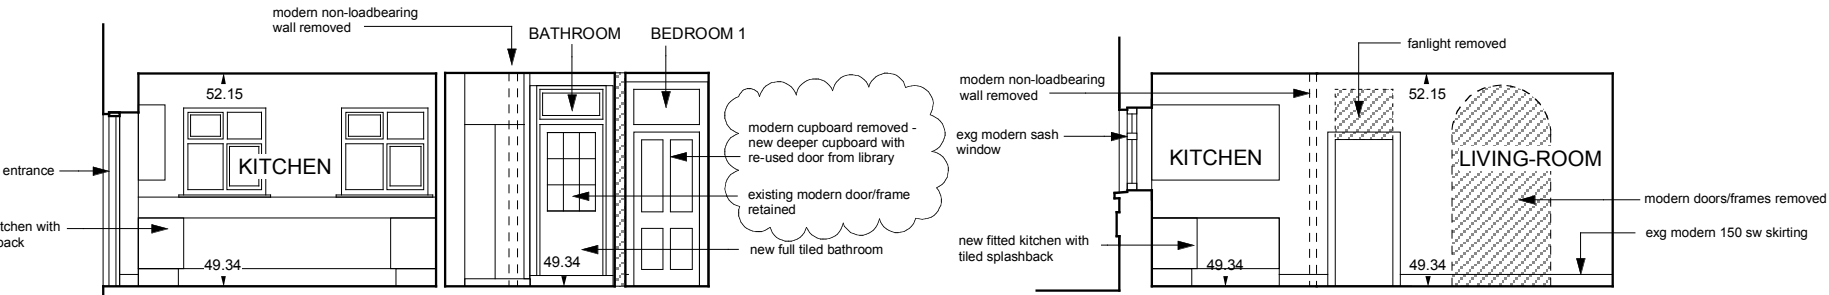 modern non-loadbearing
wall removed
BATHROOM
BEDROOM 1
52.15
KITCHEN
entrance
tchen with
back
49.34
49.34
modern cupboard removed -
new deeper cupboard with
re-used door from library
existing modern door/frame
retained
new full tiled bathroom
fanlight removed
modern non-loadbearing
wall removed
52.15
exg modern sash
window
KITCHEN
LIVING-ROOM
modern doors/frames removed
new fitted kitchen with
tiled splashback
exg modern 150 sw skirting
49.34
49.34